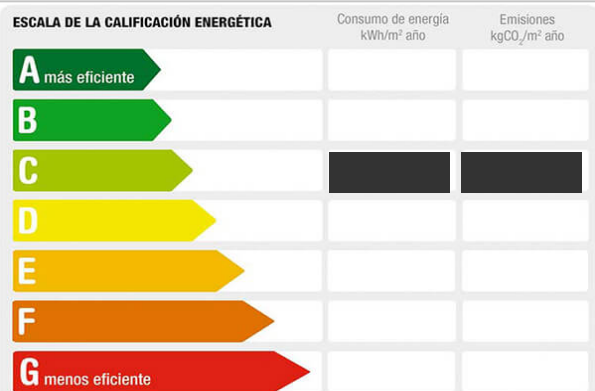 ESCALA DE LA CALIFICACIÓN ENERGÉTICA
Consumo de energía
kWh/m² año
Emisiones
kgCO₂/m² año
A más eficiente
B
C
D
E
F
G menos eficiente